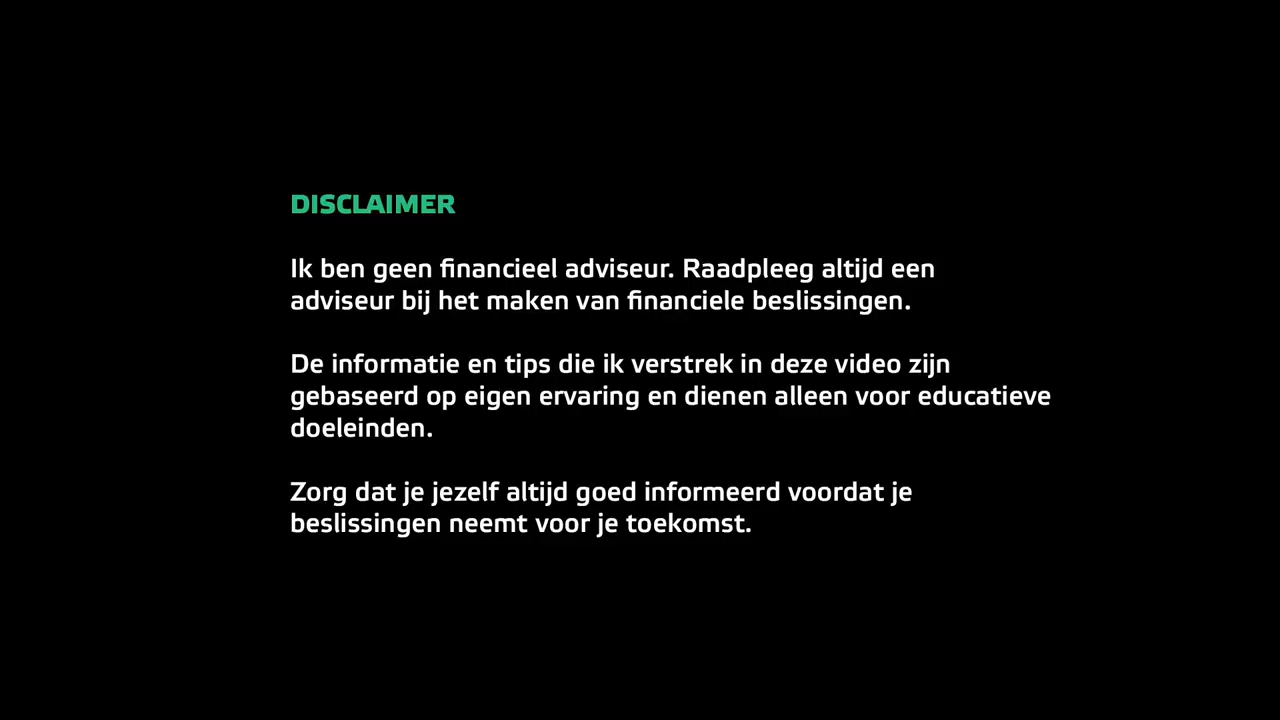 DISCLAIMER
Ik ben geen financieel adviseur. Raadpleeg altijd een
adviseur bij het maken van financiele beslissingen.
De informatie en tips die ik verstrek in deze video zijn
gebaseerd op eigen ervaring en dienen alleen voor educatieve
doeleinden.
Zorg dat je jezelf altijd goed informeerd voordat je
beslissingen neemt voor je toekomst.